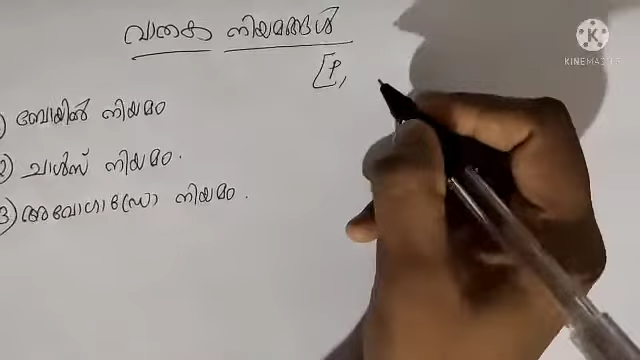 വാതക നിയമങ്ങൾ
[P,
1) ബോയിൽ നിയമം
2) ചാൾസ് നിയമം.
3) അവോഗാഡ്രോ നിയമം.
K
KINEMASTER